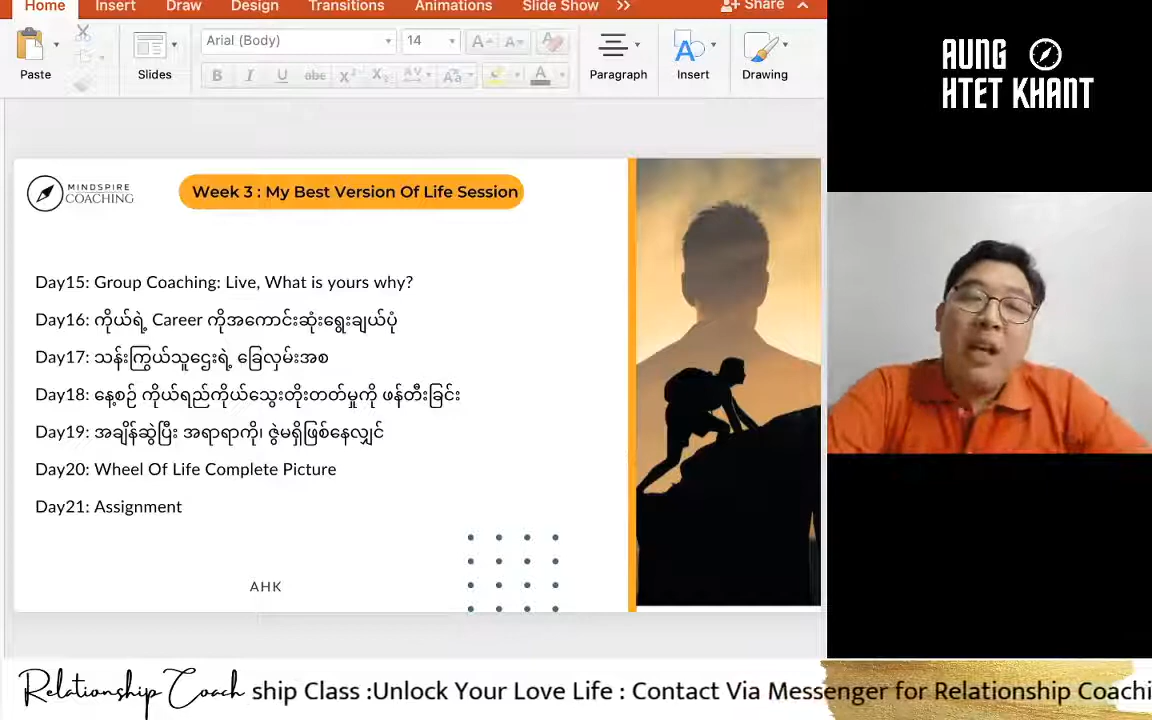 Home Insert Draw Design Transitions Animations Slide Show Share
Arial (Body) 14
Paste Slides B I U abc X² X₂ AV Aa A Paragraph Insert Drawing
AUNG
HTET KHANT
MINDSPIRE
COACHING
Week 3 : My Best Version Of Life Session
Day15: Group Coaching: Live, What is yours why?
Day16: ကိုယ်ရဲ့ Career ကိုအကောင်းဆုံးရွေးချယ်ပုံ
Day17: သန်းကြွယ်သူဌေးရဲ့ ခြေလှမ်းအစ
Day18: နေ့စဉ် ကိုယ်ရည်ကိုယ်သွေးတိုးတတ်မှုကို ဖန်တီးခြင်း
Day19: အချိန်ဆွဲပြီး အရာရာကို၊ ဇွဲမရှိဖြစ်နေလျှင်
Day20: Wheel Of Life Complete Picture
Day21: Assignment
AHK
Relationship Coach ship Class :Unlock Your Love Life : Contact Via Messenger for Relationship Coachi